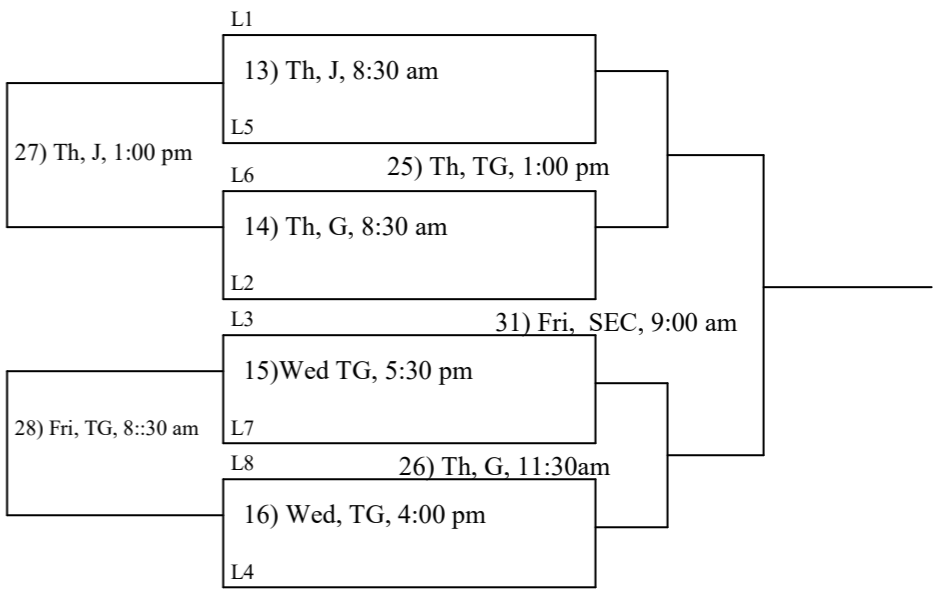 L1
13) Th, J, 8:30 am
L5
27) Th, J, 1:00 pm
25) Th, TG, 1:00 pm
L6
14) Th, G, 8:30 am
L2
L3
31) Fri,  SEC, 9:00 am
15)Wed TG, 5:30 pm
28) Fri, TG, 8::30 am
L7
L8
26) Th, G, 11:30am
16) Wed, TG, 4:00 pm
L4